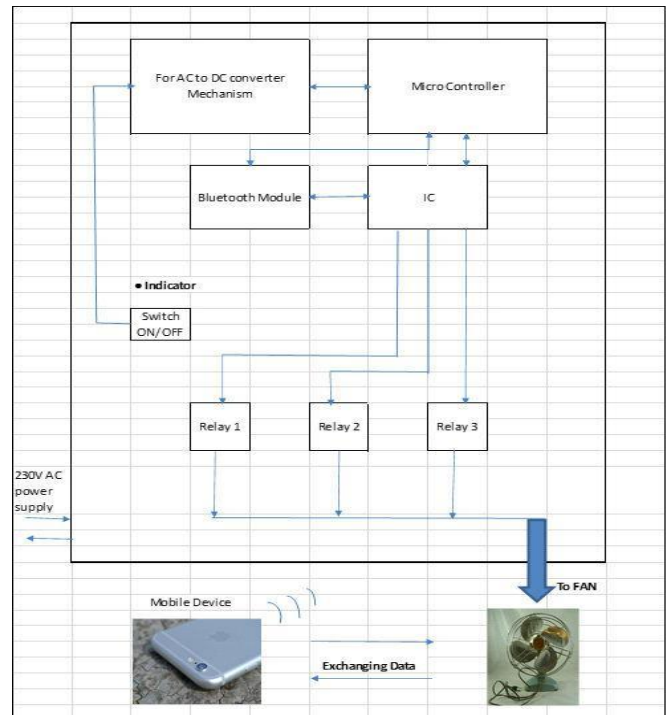 For AC to DC converter
Mechanism
Micro Controller
Bluetooth Module
IC
• Indicator
Switch
ON/OFF
Relay 1
Relay 2
Relay 3
230V AC
power
supply
To FAN
Mobile Device
Exchanging Data